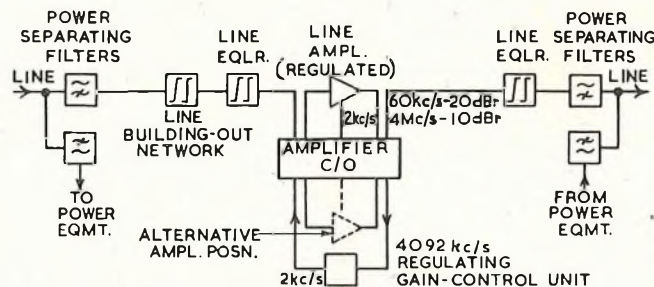 POWER
SEPARATING
FILTERS
LINE
LINE
EQLR.
LINE
BUILDING-OUT
NETWORK
TO
POWER
EQMT.
LINE
AMPL.
(REGULATED)
2kc/s
AMPLIFIER
C/O
ALTERNATIVE
AMPL. POSN.
2kc/s
60kc/s-20dBr
4Mc/s-10dBr
4092 kc/s
REGULATING
GAIN-CONTROL UNIT
LINE
EQLR.
POWER
SEPARATING
FILTERS
LINE
FROM
POWER
EQMT.